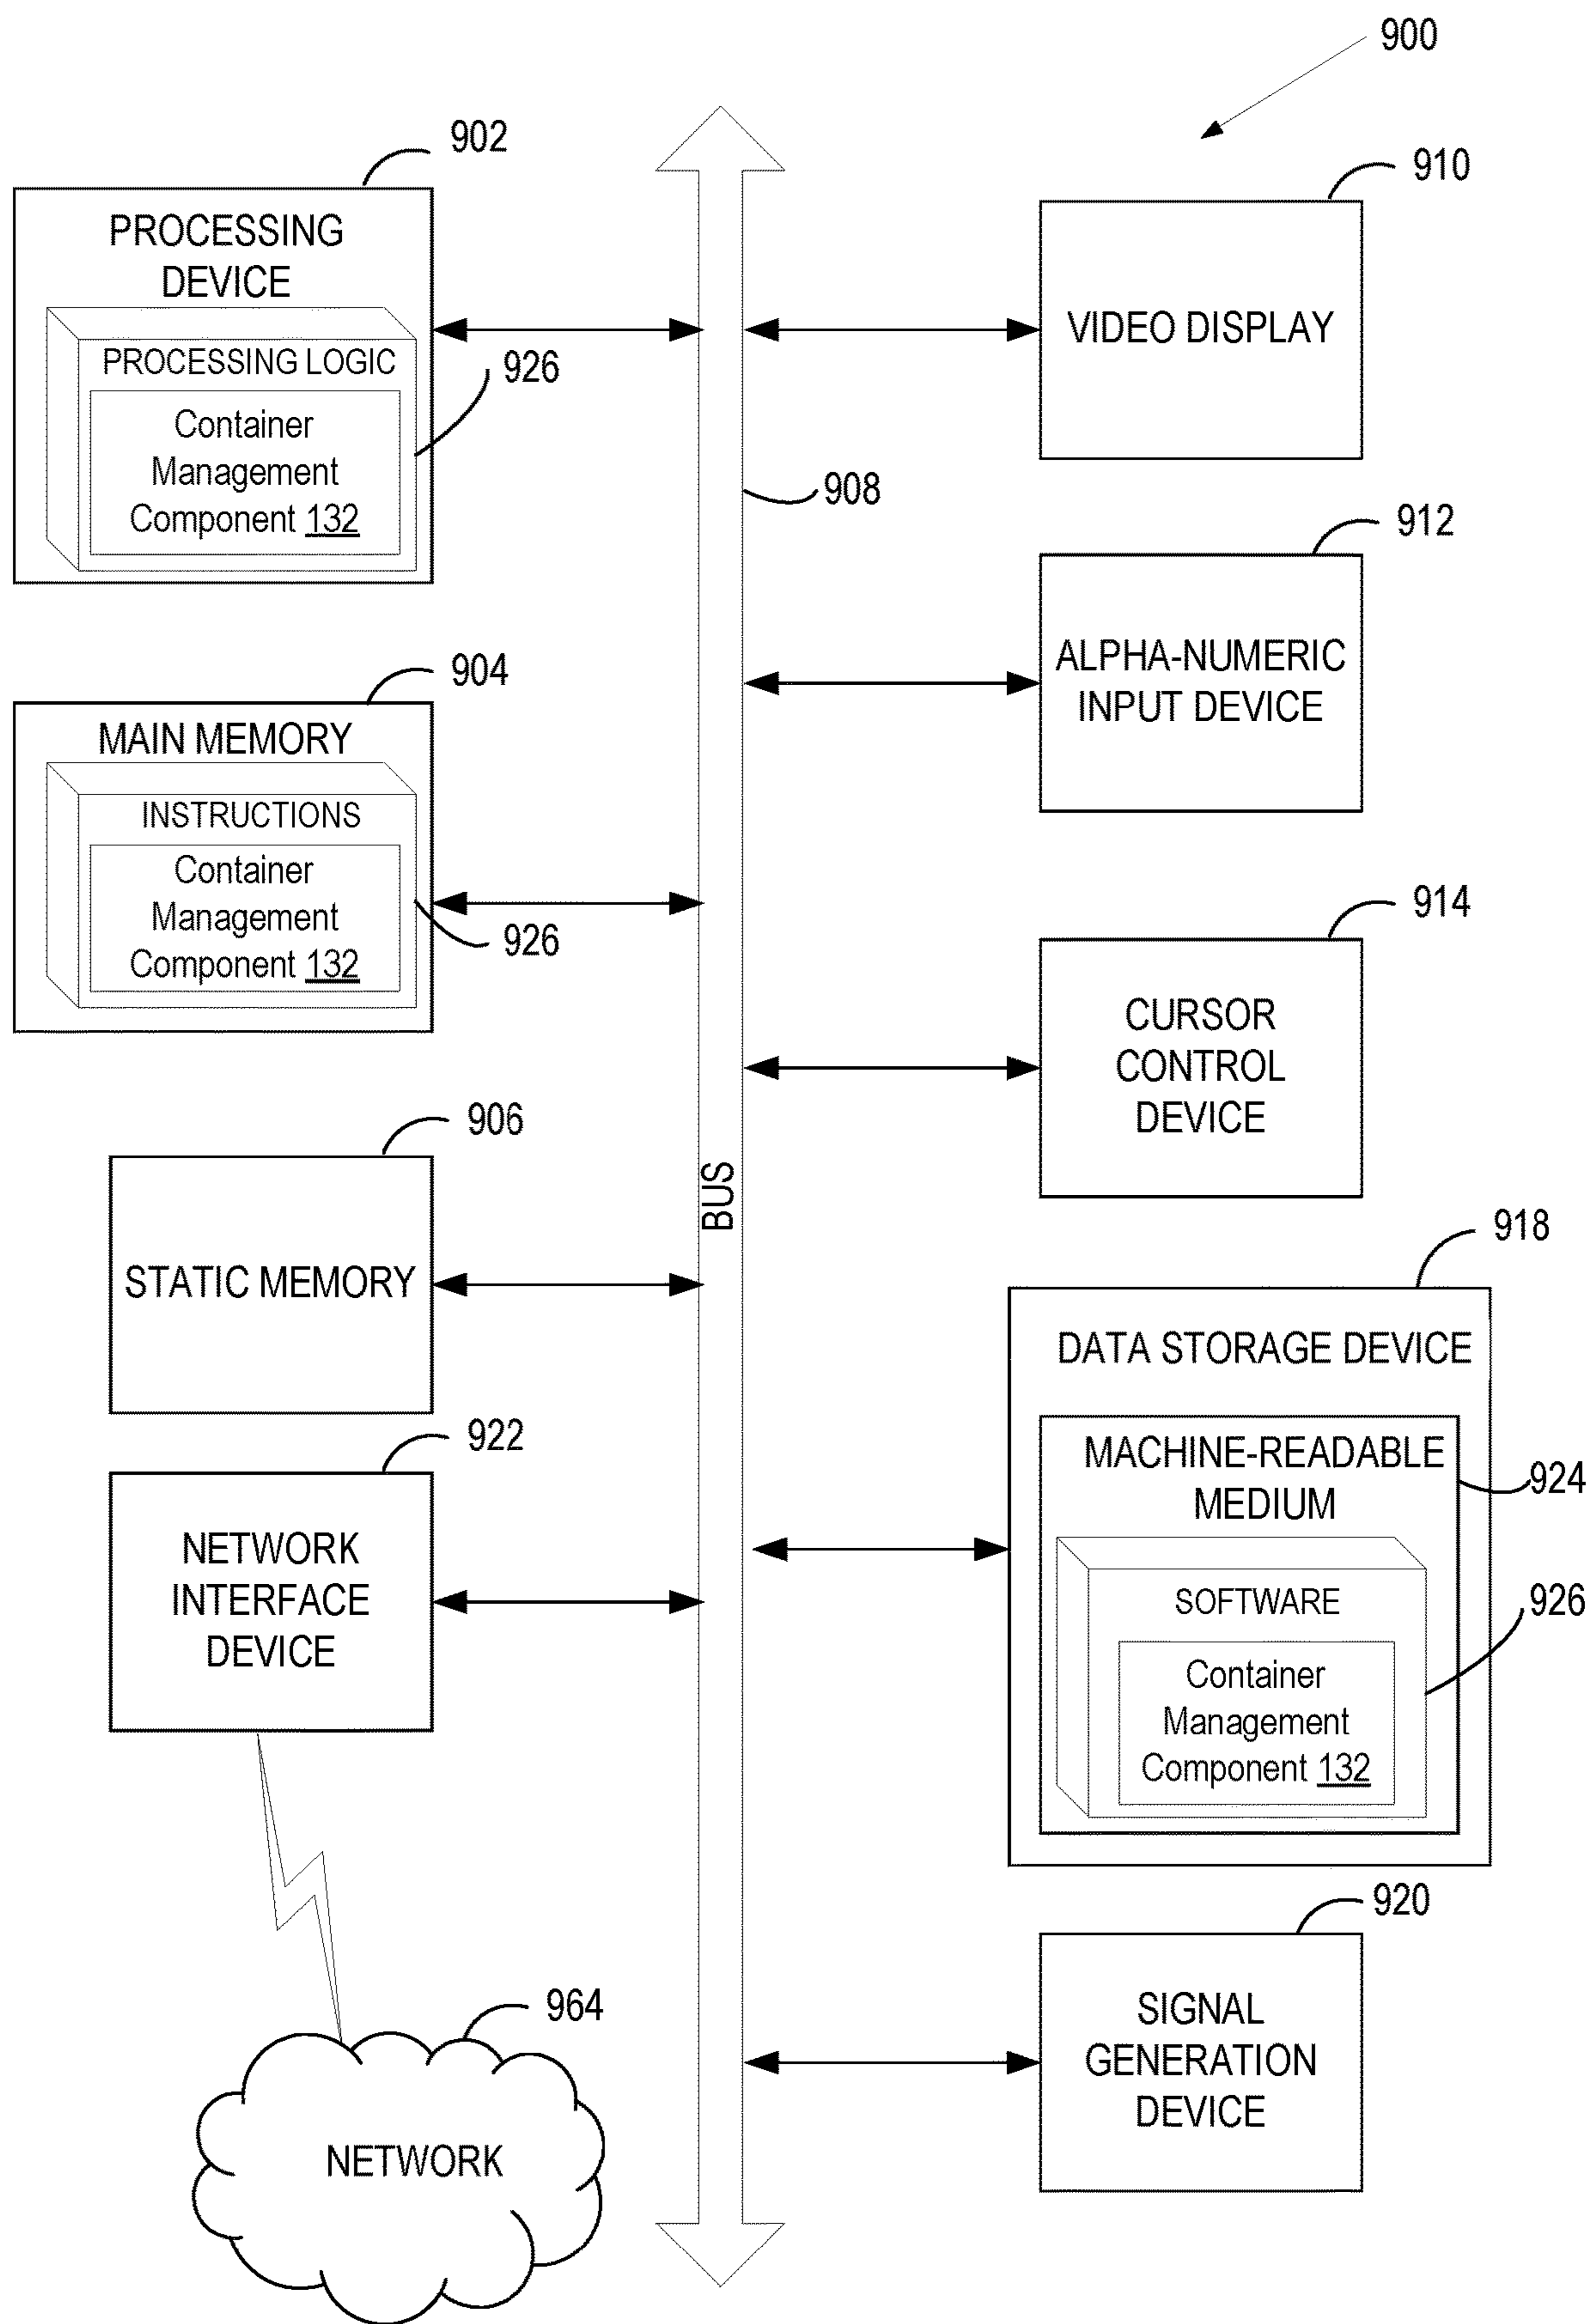 900
902
PROCESSING
DEVICE
PROCESSING LOGIC
926
Container
Management
Component 132
904
MAIN MEMORY
INSTRUCTIONS
Container
Management
Component 132
926
906
STATIC MEMORY
922
NETWORK
INTERFACE
DEVICE
964
NETWORK
908
BUS
910
VIDEO DISPLAY
912
ALPHA-NUMERIC
INPUT DEVICE
914
CURSOR
CONTROL
DEVICE
918
DATA STORAGE DEVICE
MACHINE-READABLE
MEDIUM
924
SOFTWARE
926
Container
Management
Component 132
920
SIGNAL
GENERATION
DEVICE